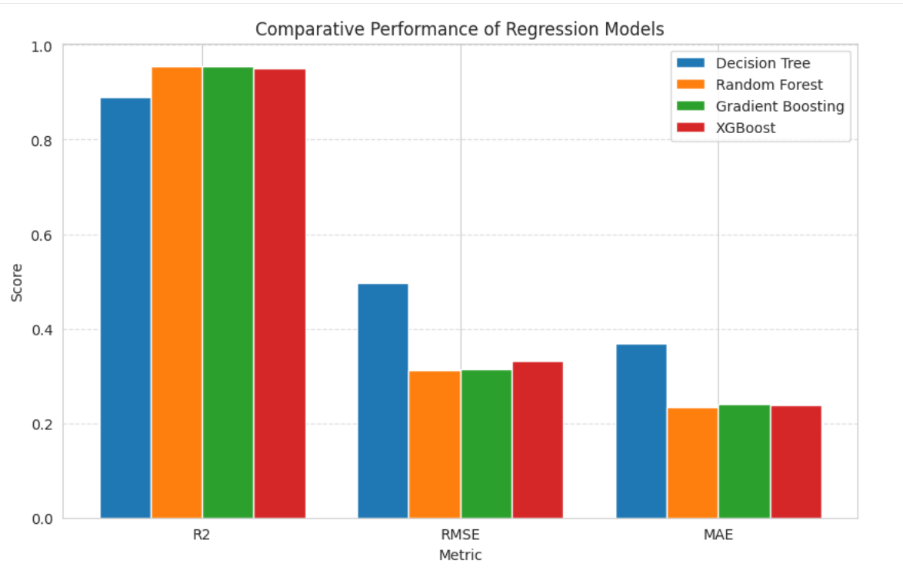 Comparative Performance of Regression Models
1.0
0.8
0.6
0.4
0.2
0.0
Score
Decision Tree
Random Forest
Gradient Boosting
XGBoost
R2
RMSE
MAE
Metric